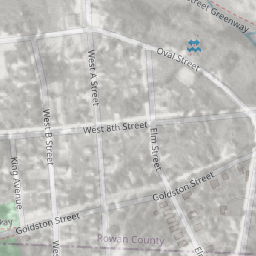 Street Greenway
Oval Street
West A Street
West B Street
West 8th Street
Elm Street
King Avenue
Goldston Street
Goldston Street
Rowan County